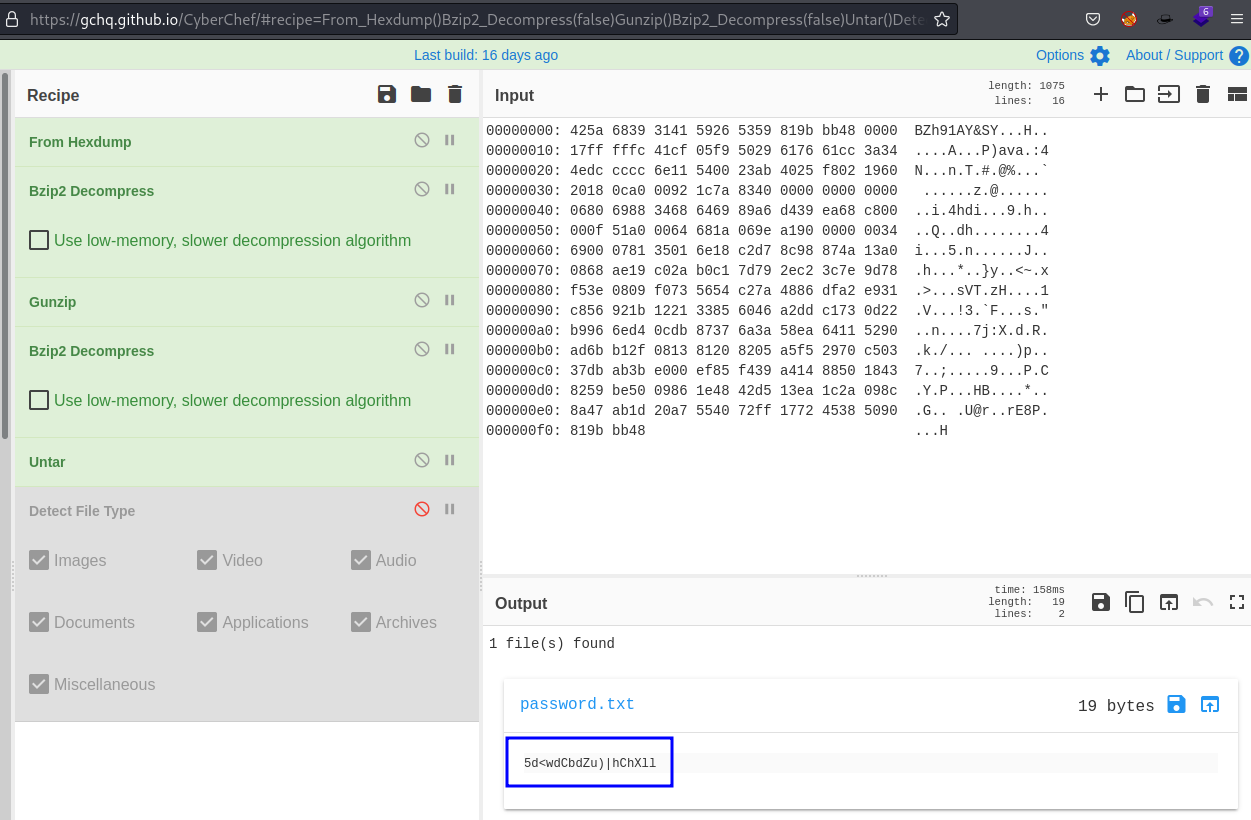 https://gchq.github.io/CyberChef/#recipe=From_Hexdump()Bzip2_Decompress(false)Gunzip()Bzip2_Decompress(false)Untar()Dete
6
Last build: 16 days ago
Options
About / Support
Recipe
From Hexdump
Bzip2 Decompress
Use low-memory, slower decompression algorithm
Gunzip
Bzip2 Decompress
Use low-memory, slower decompression algorithm
Untar
Detect File Type
Images Video Audio
Documents Applications Archives
Miscellaneous
Input
length: 1075
lines: 16
00000000: 425a 6839 3141 5926 5359 819b bb48 0000  BZh91AY&SY...H..
00000010: 17ff fffc 41cf 05f9 5029 6176 61cc 3a34  ....A...P)ava.:4
00000020: 4edc cccc 6e11 5400 23ab 4025 f802 1960  N...n.T.#.@%...`
00000030: 2018 0ca0 0092 1c7a 8340 0000 0000 0000   ......z.@......
00000040: 0680 6988 3468 6469 89a6 d439 ea68 c800  ..i.4hdi...9.h..
00000050: 000f 51a0 0064 681a 069e a190 0000 0034  ..Q..dh........4
00000060: 6900 0781 3501 6e18 c2d7 8c98 874a 13a0  i...5.n......J..
00000070: 0868 ae19 c02a b0c1 7d79 2ec2 3c7e 9d78  .h...*..}y..<~.x
00000080: f53e 0809 f073 5654 c27a 4886 dfa2 e931  .>...sVT.zH....1
00000090: c856 921b 1221 3385 6046 a2dd c173 0d22  .V...!3.`F...s."
000000a0: b996 6ed4 0cdb 8737 6a3a 58ea 6411 5290  ..n....7j:X.d.R.
000000b0: ad6b b12f 0813 8120 8205 a5f5 2970 c503  .k./... ....)p..
000000c0: 37db ab3b e000 ef85 f439 a414 8850 1843  7..;.....9...P.C
000000d0: 8259 be50 0986 1e48 42d5 13ea 1c2a 098c  .Y.P...HB....*..
000000e0: 8a47 ab1d 20a7 5540 72ff 1772 4538 5090  .G.. .U@r..rE8P.
000000f0: 819b bb48  ...H
Output
time: 158ms
length: 19
lines: 2
1 file(s) found
password.txt
19 bytes
5d<wdCbdZu)|hChXll